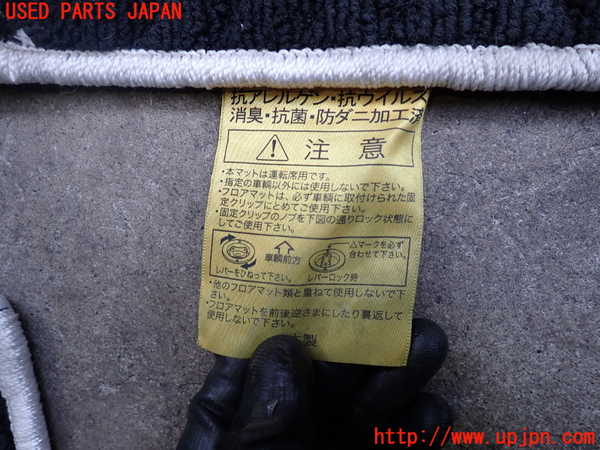 USED PARTS JAPAN
抗アレルゲン・抗ウイルス
消臭・抗菌・防ダニ加工済
注意
・本マットは運転席用です。
・指定の車輌以外には使用しないで下さい。
・フロアマットは、必ず車輌に取付けられた固
定クリップにとめてご使用下さい。
・固定クリップのノブを下図の通りロック状態に
してご使用下さい。
車輌前方
△マークを必ず
合わせて下さい。
レバーをひねって下さい。
レバーロック時
・他のフロアマット類と重ねて使用しないで下
さい。
・フロアマットを前後逆さまにしたり裏返して
使用しないで下さい。
製
http://www.upjpn.com/